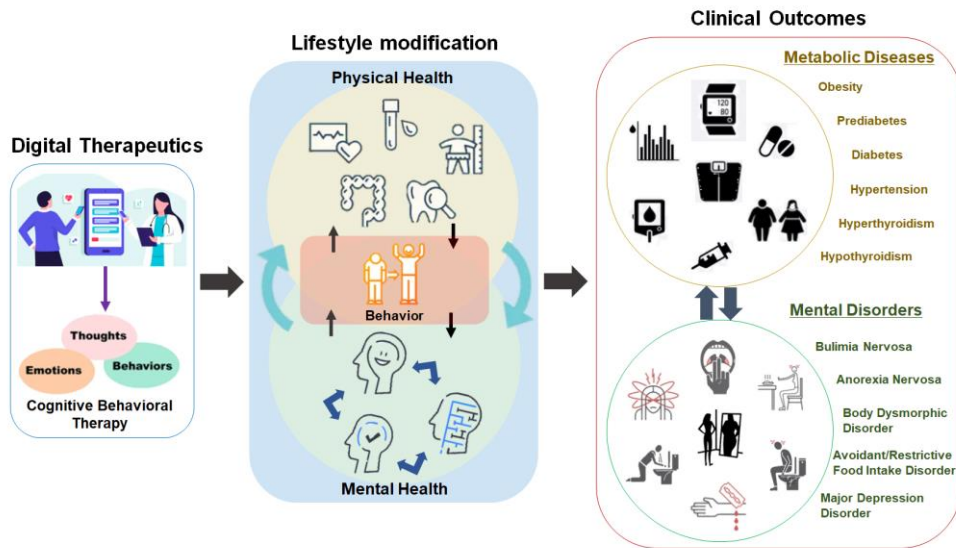 Digital Therapeutics
Thoughts
Emotions
Behaviors
Cognitive Behavioral
Therapy
Lifestyle modification
Physical Health
Behavior
Mental Health
Clinical Outcomes
Metabolic Diseases
120
80
Obesity
Prediabetes
Diabetes
Hypertension
Hyperthyroidism
Hypothyroidism
Mental Disorders
Bulimia Nervosa
Anorexia Nervosa
Body Dysmorphic
Disorder
Avoidant/Restrictive
Food Intake Disorder
Major Depression
Disorder